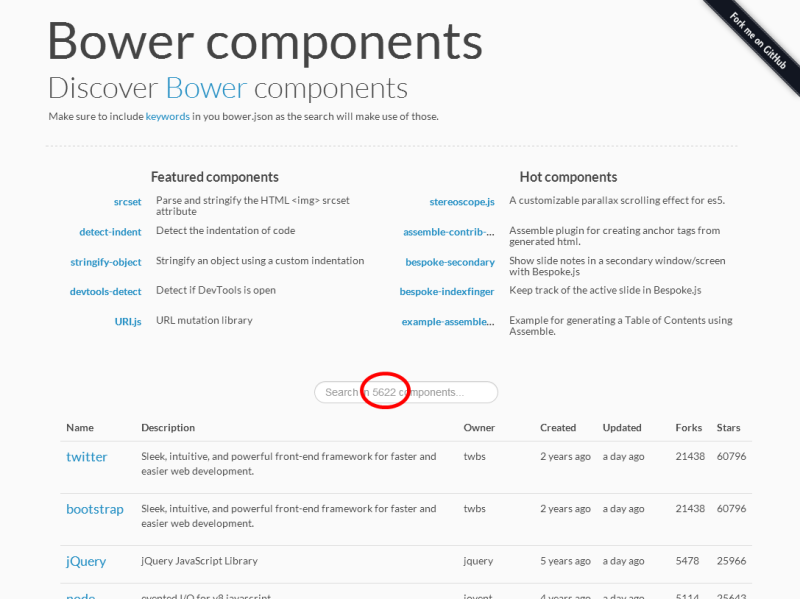 Bower components
Fork me on GitHub
Discover Bower components
Make sure to include keywords in you bower.json as the search will make use of those.
Featured components
srcset Parse and stringify the HTML <img> srcset
attribute
detect-indent Detect the indentation of code
stringify-object Stringify an object using a custom indentation
devtools-detect Detect if DevTools is open
URI.js URL mutation library
Hot components
stereoscope.js A customizable parallax scrolling effect for es5.
assemble-contrib-... Assemble plugin for creating anchor tags from
generated html.
bespoke-secondary Show slide notes in a secondary window/screen
with Bespoke.js
bespoke-indexfinger Keep track of the active slide in Bespoke.js
example-assemble... Example for generating a Table of Contents using
Assemble.
Search in 5622 components...
Name Description Owner Created Updated Forks Stars
twitter Sleek, intuitive, and powerful front-end framework for faster and twbs 2 years ago a day ago 21438 60796
easier web development.
bootstrap Sleek, intuitive, and powerful front-end framework for faster and twbs 2 years ago a day ago 21438 60796
easier web development.
jQuery jQuery JavaScript Library jquery 5 years ago a day ago 5478 25966
node evented I/O for v8 javascript joyent 4 years ago a day ago 5114 25643